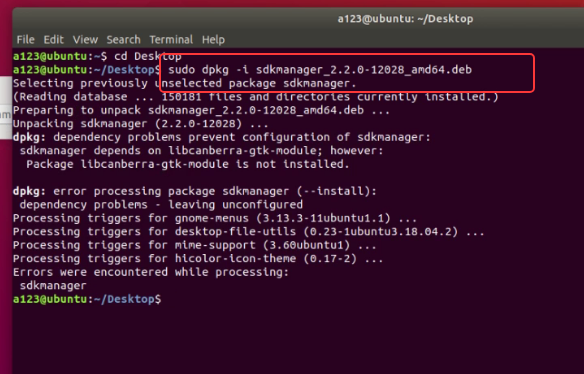 a123@ubuntu: ~/Desktop
File Edit View Search Terminal Help
a123@ubuntu:~$ cd Desktop
a123@ubuntu:~/Desktop$ sudo dpkg -i sdkmanager_2.2.0-12028_amd64.deb
Selecting previously unselected package sdkmanager.
(Reading database ... 150181 files and directories currently installed.)
Preparing to unpack sdkmanager_2.2.0-12028_amd64.deb ...
Unpacking sdkmanager (2.2.0-12028) ...
dpkg: dependency problems prevent configuration of sdkmanager:
sdkmanager depends on libcanberra-gtk-module; however:
Package libcanberra-gtk-module is not installed.
dpkg: error processing package sdkmanager (--install):
dependency problems - leaving unconfigured
Processing triggers for gnome-menus (3.13.3-11ubuntu1.1) ...
Processing triggers for desktop-file-utils (0.23-1ubuntu3.18.04.2) ...
Processing triggers for mime-support (3.60ubuntu1) ...
Processing triggers for hicolor-icon-theme (0.17-2) ...
Errors were encountered while processing:
sdkmanager
a123@ubuntu:~/Desktop$